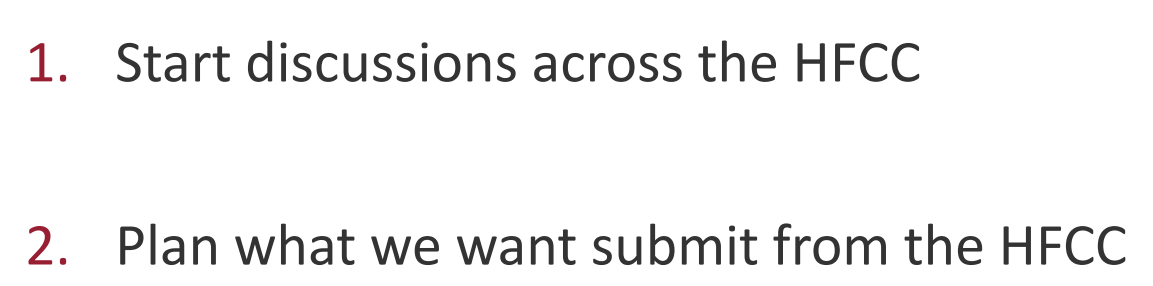 1. Start discussions across the HFCC
2. Plan what we want submit from the HFCC